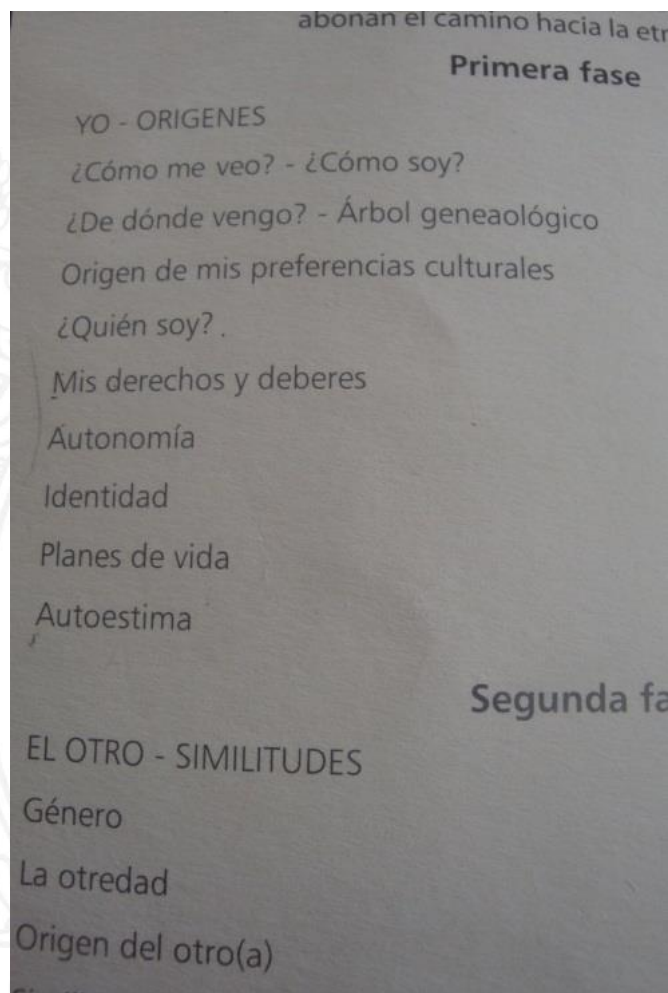 abonan el camino hacia la etr
Primera fase
YO - ORIGENES
¿Cómo me veo? - ¿Cómo soy?
¿De dónde vengo? - Árbol geneaológico
Origen de mis preferencias culturales
¿Quién soy?
Mis derechos y deberes
Autonomía
Identidad
Planes de vida
Autoestima
Segunda fa
EL OTRO - SIMILITUDES
Género
La otredad
Origen del otro(a)